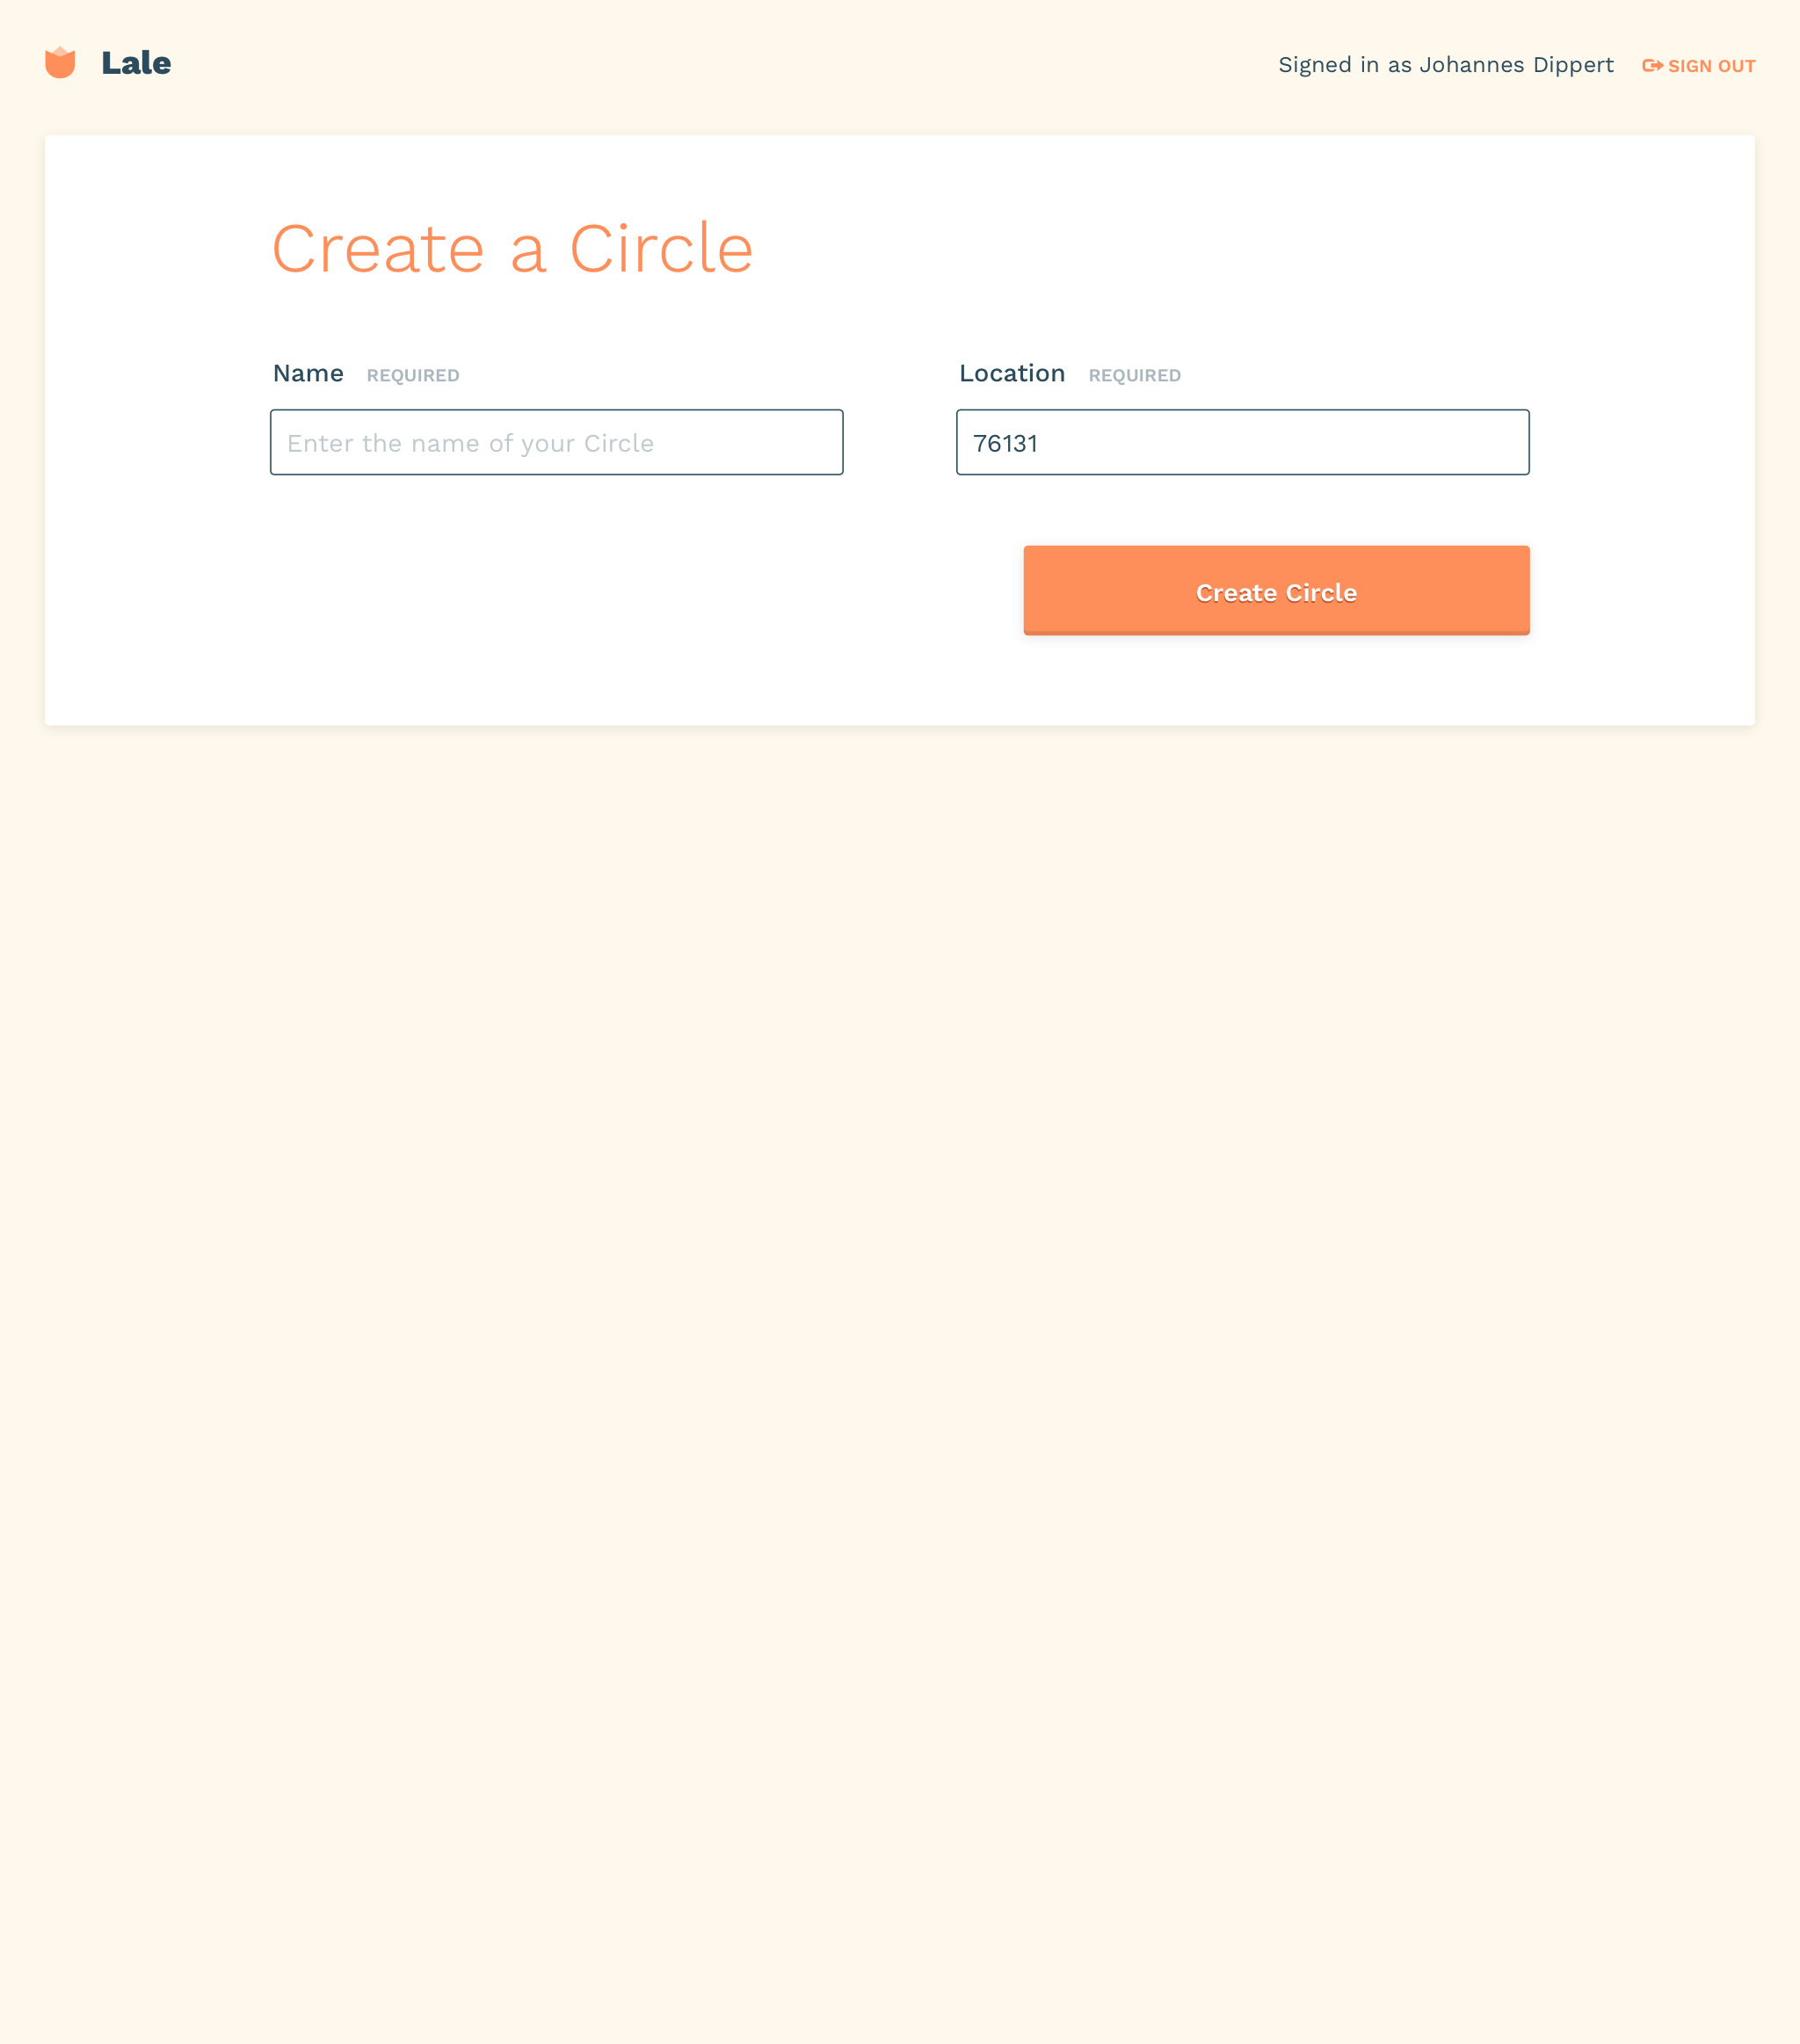 Lale
Signed in as Johannes Dippert
SIGN OUT
Create a Circle
Name REQUIRED
Location REQUIRED
Enter the name of your Circle
76131
Create Circle